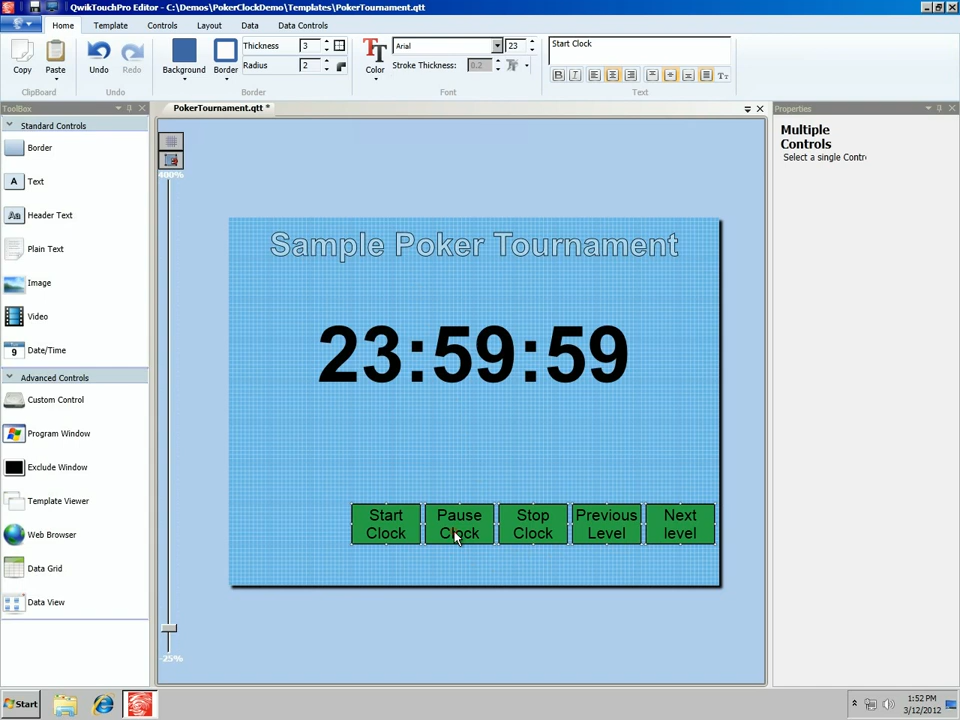 QwikTouchPro Editor - C:\Demos\PokerClockDemo\Templates\PokerTournament.qtt
Home Template Controls Layout Data Data Controls
Copy Paste Undo Redo Background Border Thickness 3 Radius 2 Color Arial 23 Stroke Thickness: 0.2 Start Clock
ClipBoard Undo Border Font Text
ToolBox
PokerTournament.qtt *
Properties
Standard Controls
Border
Text
Header Text
Plain Text
Image
Video
Date/Time
Advanced Controls
Custom Control
Program Window
Exclude Window
Template Viewer
Web Browser
Data Grid
Data View
400%
-25%
Sample Poker Tournament
23:59:59
Start Clock
Pause Clock
Stop Clock
Previous Level
Next level
Multiple
Controls
Select a single Contr
Start
1:52 PM
3/12/2012